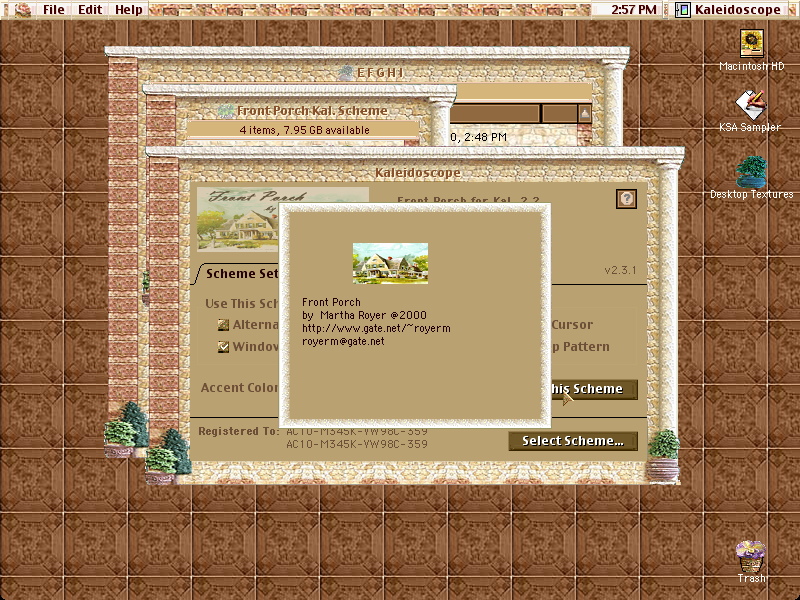 File Edit Help
2:57 PM
Kaleidoscope
Macintosh HD
KSA Sampler
Desktop Textures
Trash
E F G H I
Front Porch Kal. Scheme
4 items, 7.95 GB available
0, 2:48 PM
Kaleidoscope
Front Porch
by
Front Porch for Kal. 2.2
?
v2.3.1
Scheme Set
Use This Sch
Alterna
Window
Cursor
p Pattern
Accent Color
his Scheme
Front Porch
by Martha Royer @2000
http://www.gate.net/~royerm
royerm@gate.net
Registered To: AC10-M345K-YW98C-359
AC10-M345K-YW98C-359
Select Scheme...